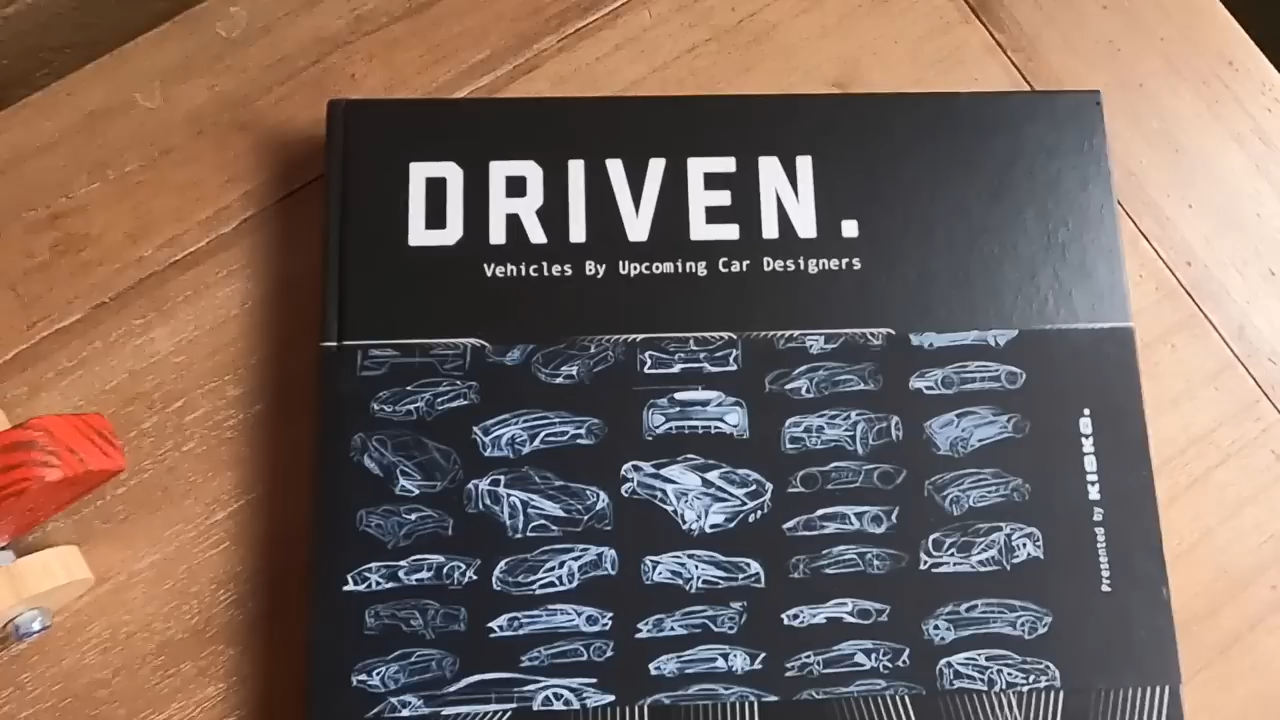 DRIVEN.
Vehicles By Upcoming Car Designers
Presented by KISKA.